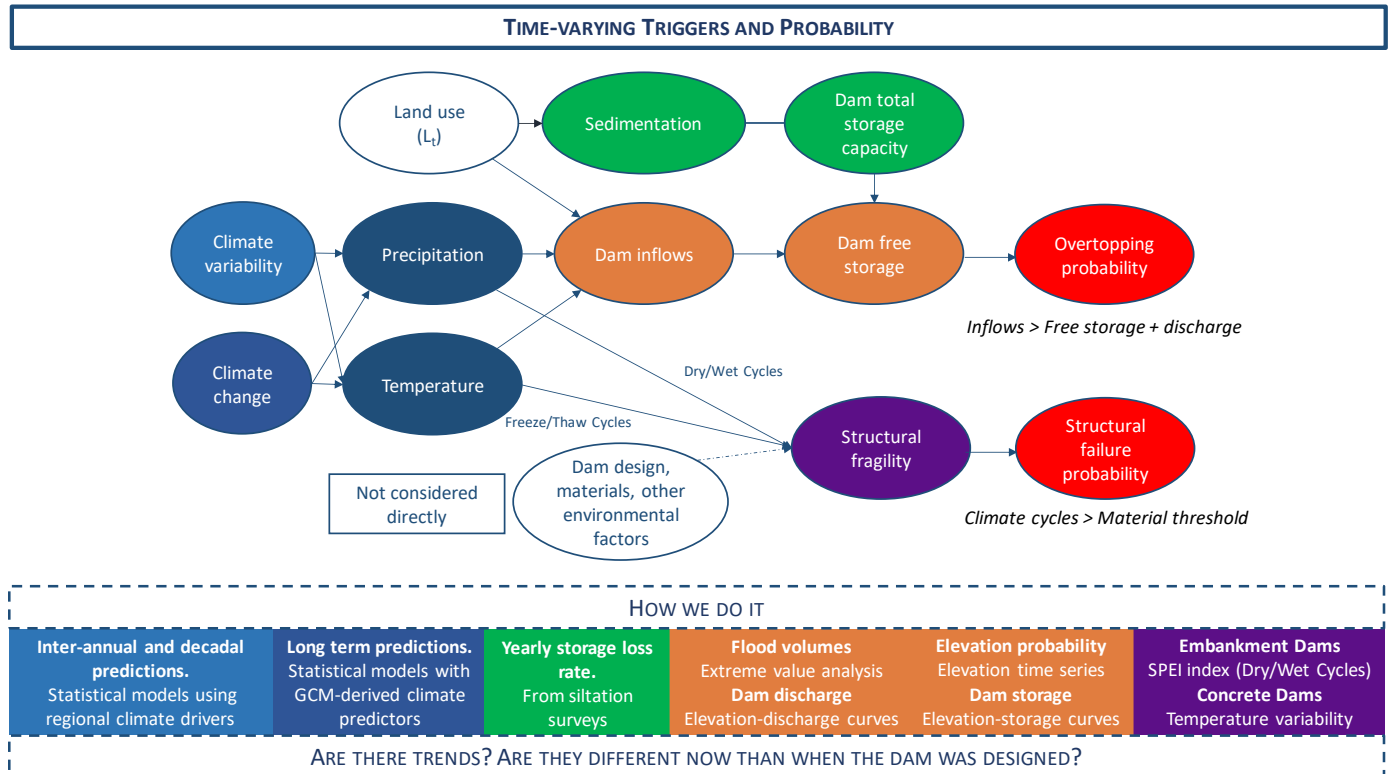 TIME-VARYING TRIGGERS AND PROBABILITY
Land use
(Lt)
Sedimentation
Dam total
storage
capacity
Climate
variability
Precipitation
Dam inflows
Dam free
storage
Overtopping
probability
Inflows > Free storage + discharge
Climate
change
Temperature
Dry/Wet Cycles
Freeze/Thaw Cycles
Structural
fragility
Structural
failure
probability
Climate cycles > Material threshold
Not considered
directly
Dam design,
materials, other
environmental
factors
HOW WE DO IT
Inter-annual and decadal
predictions.
Statistical models using
regional climate drivers
Long term predictions.
Statistical models with
GCM-derived climate
predictors
Yearly storage loss
rate.
From siltation
surveys
Flood volumes
Extreme value analysis
Dam discharge
Elevation-discharge curves
Elevation probability
Elevation time series
Dam storage
Elevation-storage curves
Embankment Dams
SPEI index (Dry/Wet Cycles)
Concrete Dams
Temperature variability
ARE THERE TRENDS? ARE THEY DIFFERENT NOW THAN WHEN THE DAM WAS DESIGNED?